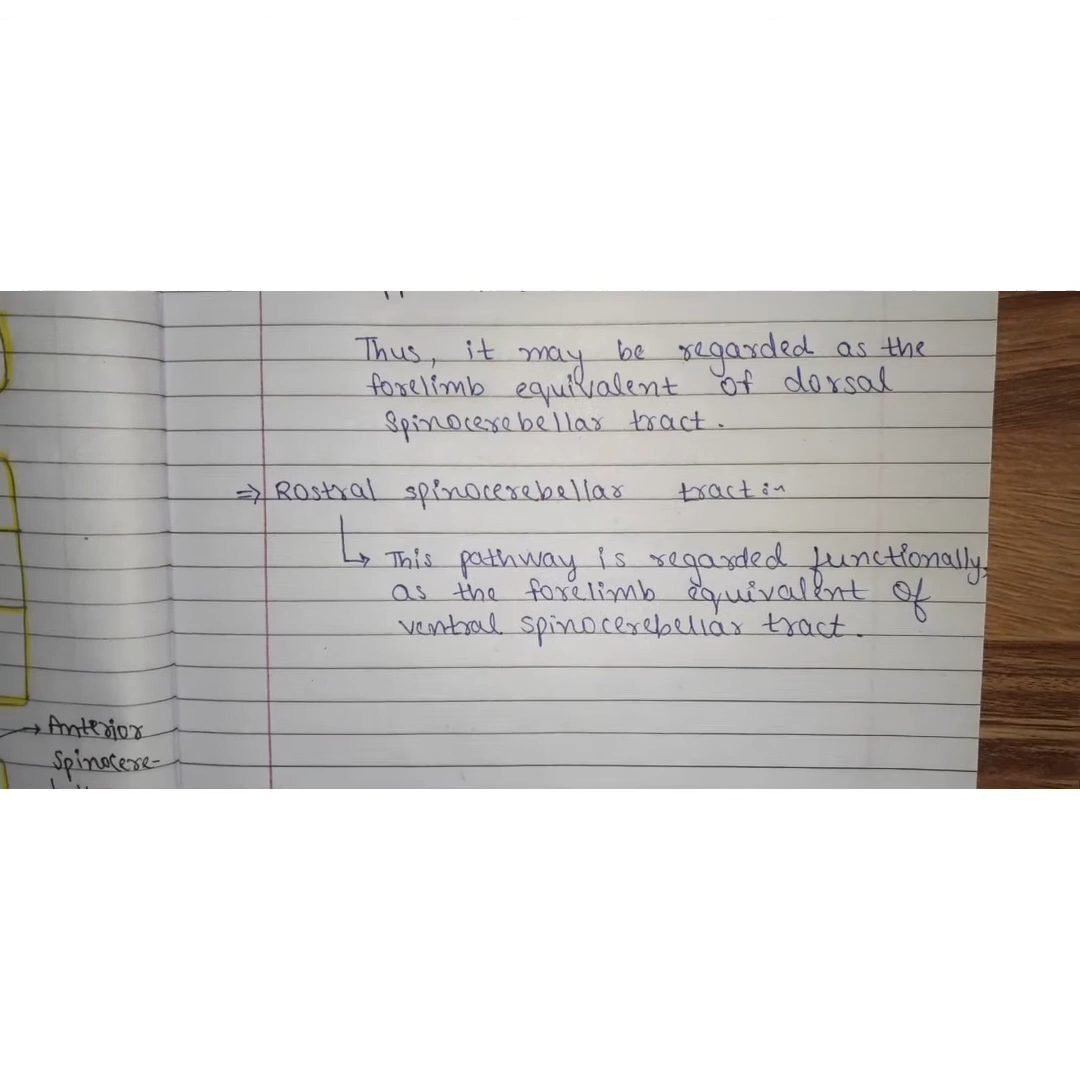 Thus, it may be regarded as the
forelimb equivalent of dorsal
Spinocerebellar tract.
⇒ Rostral spinocerebellar tract :~
↳ This pathway is regarded functionally
as the forelimb equivalent of
ventral spinocerebellar tract.
→ Anterior
Spinocere-